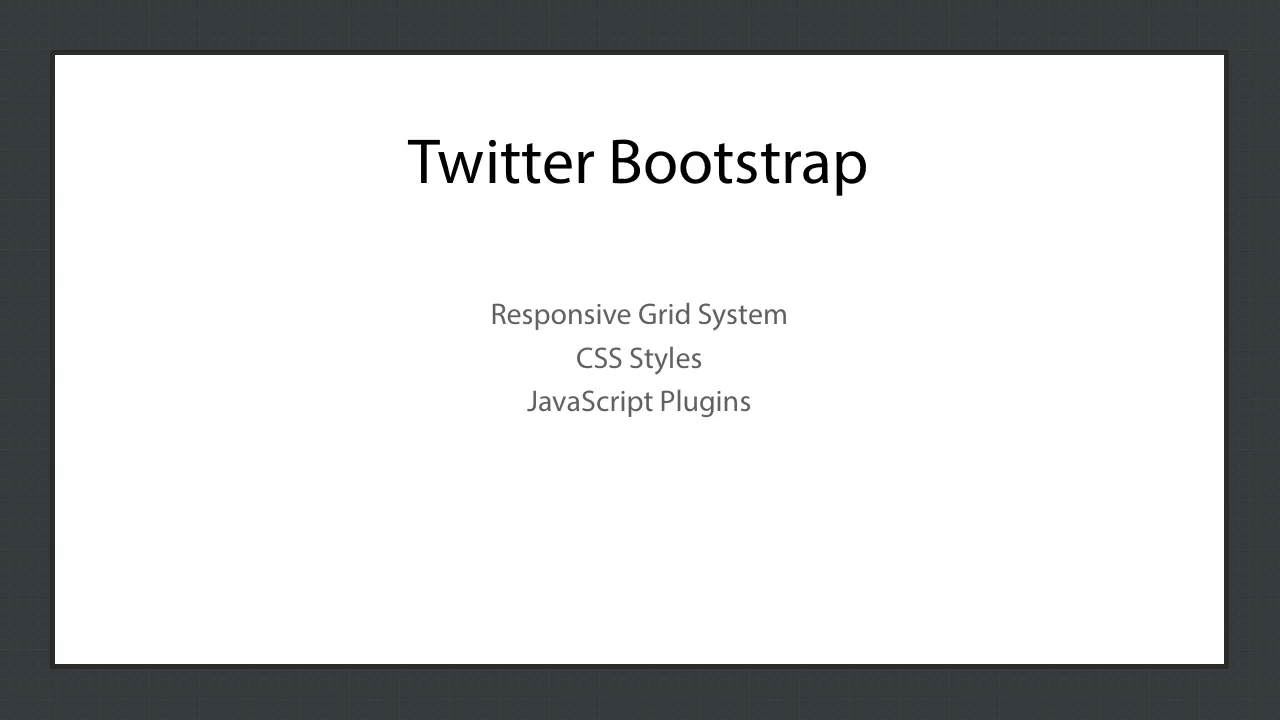 Twitter Bootstrap
Responsive Grid System
CSS Styles
JavaScript Plugins